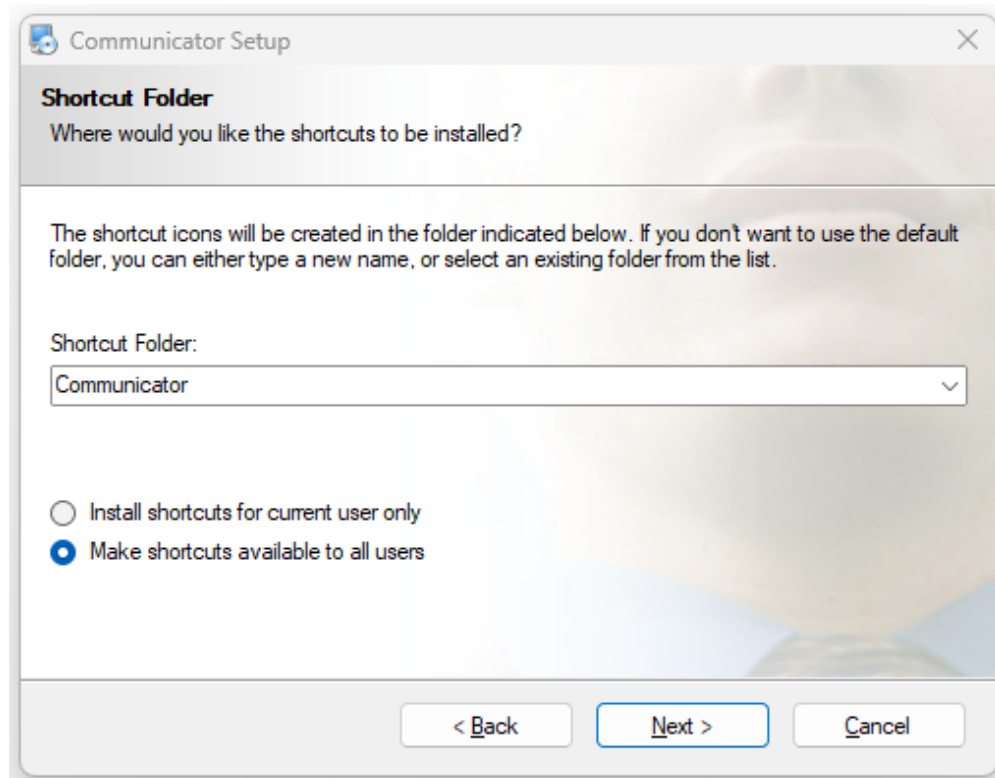 Communicator Setup
Shortcut Folder
Where would you like the shortcuts to be installed?
The shortcut icons will be created in the folder indicated below. If you don't want to use the default
folder, you can either type a new name, or select an existing folder from the list.
Shortcut Folder:
Communicator
Install shortcuts for current user only
Make shortcuts available to all users
< Back
Next >
Cancel